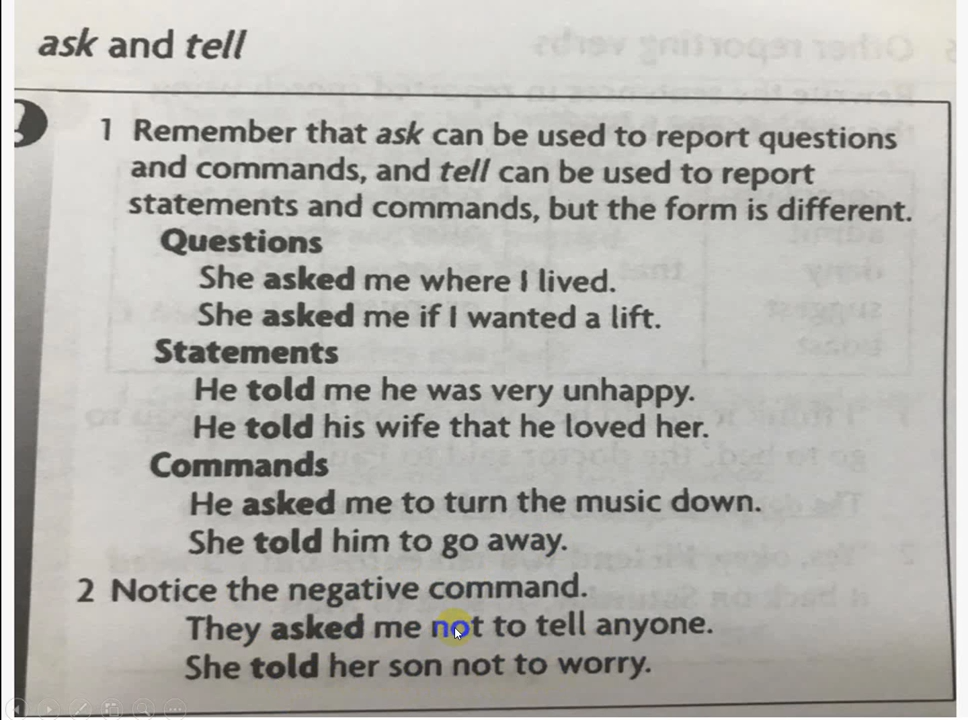 ask and tell
1 Remember that ask can be used to report questions
and commands, and tell can be used to report
statements and commands, but the form is different.
Questions
She asked me where I lived.
She asked me if I wanted a lift.
Statements
He told me he was very unhappy.
He told his wife that he loved her.
Commands
He asked me to turn the music down.
She told him to go away.
2 Notice the negative command.
They asked me not to tell anyone.
She told her son not to worry.